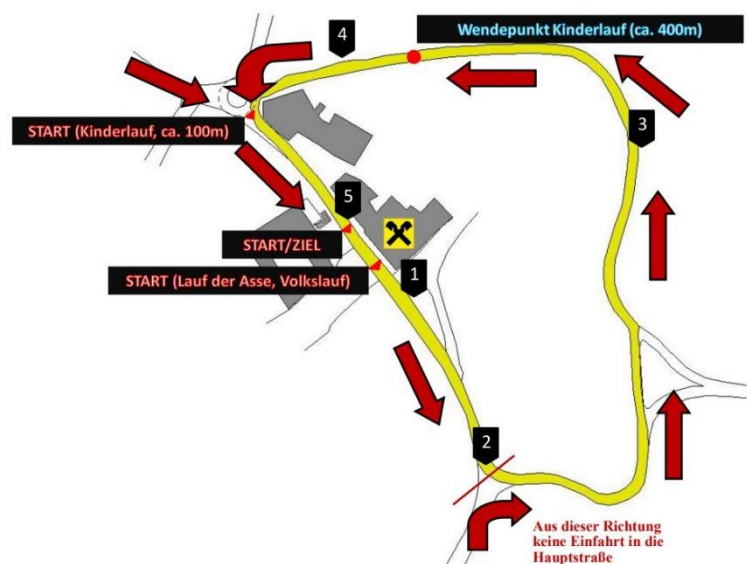 4
Wendepunkt Kinderlauf (ca. 400m)
START (Kinderlauf, ca. 100m)
3
5
START/ZIEL
START (Lauf der Asse, Volkslauf)
1
2
Aus dieser Richtung
keine Einfahrt in die
Hauptstraße